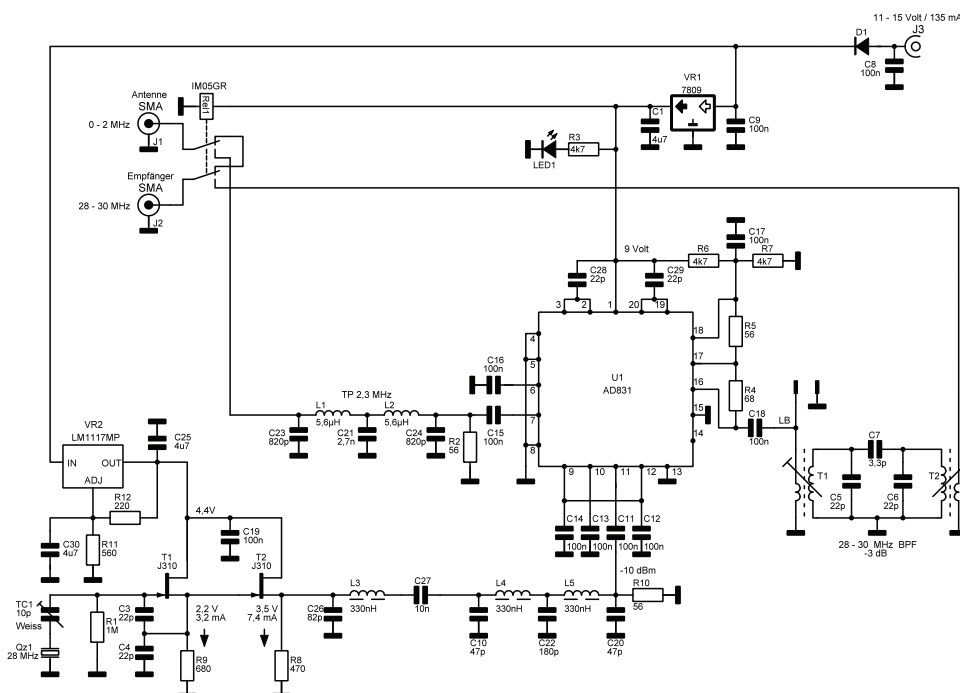 11 - 15 Volt / 135 mA
J3
D1
C8
100n
IM05GR
Rel1
Antenne
SMA
0 - 2 MHz
J1
VR1
7809
C1
4u7
C9
100n
R3
4k7
LED1
Empfänger
SMA
28 - 30 MHz
J2
C17
100n
9 Volt
R6
4k7
R7
4k7
C28
22p
C29
22p
3
2
1
20
19
4
5
6
7
8
18
17
16
15
14
U1
AD831
R5
56
R4
68
C16
100n
C18
100n
LB
TP 2,3 MHz
L1
5,6µH
L2
5,6µH
C23
820p
C21
2,7n
C24
820p
R2
56
C15
100n
9
10
11
12
13
C7
3,3p
T1
T2
C5
22p
C6
22p
28 - 30 MHz BPF
-3 dB
VR2
LM1117MP
IN
OUT
ADJ
C25
4u7
R12
220
4,4V
C30
4u7
R11
560
C19
100n
C14
100n
C13
100n
C11
100n
C12
100n
T1
J310
T2
J310
-10 dBm
R10
56
TC1
10p
Weiss
Qz1
28 MHz
R1
1M
C3
22p
C4
22p
2,2 V
3,2 mA
3,5 V
7,4 mA
R9
680
R8
470
C26
82p
L3
330nH
C27
10n
L4
330nH
L5
330nH
C10
47p
C22
180p
C20
47p